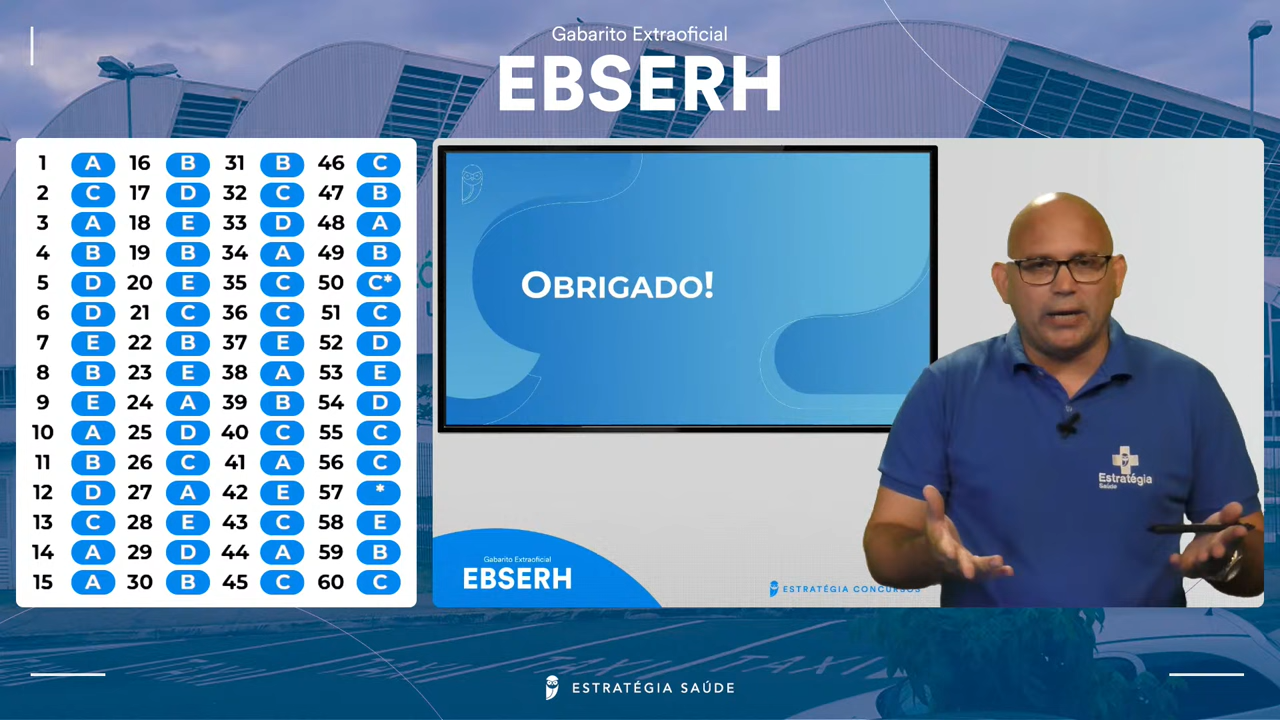 Gabarito Extraoficial
EBSERH
1 A 16 B 31 B 46 C
2 C 17 D 32 C 47 B
3 A 18 E 33 D 48 A
4 B 19 B 34 A 49 B
5 D 20 E 35 C 50 C*
6 D 21 C 36 C 51 C
7 E 22 B 37 E 52 D
8 B 23 E 38 A 53 E
9 E 24 A 39 B 54 D
10 A 25 D 40 C 55 C
11 B 26 C 41 A 56 C
12 D 27 A 42 E 57 *
13 C 28 E 43 C 58 E
14 A 29 D 44 A 59 B
15 A 30 B 45 C 60 C
OBRIGADO!
Estratégia
Saúde
Gabarito Extraoficial
EBSERH
ESTRATÉGIA CONCURSOS
TAXI
ESTRATÉGIA SAÚDE